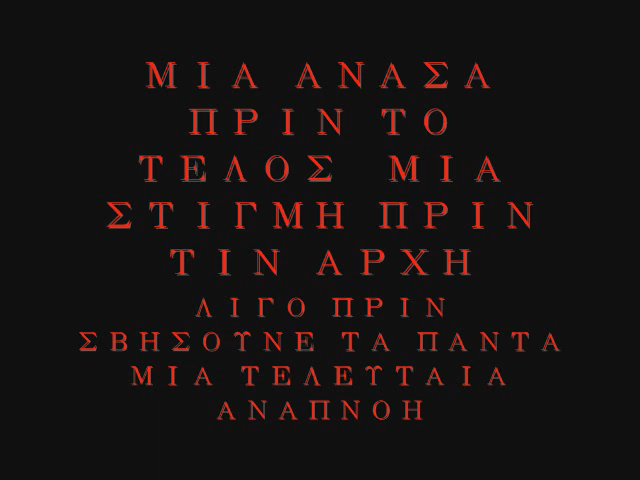 ΜΙΑ ΑΝΑΣΑ
ΠΡΙΝ ΤΟ
ΤΕΛΟΣ ΜΙΑ
ΣΤΙΓΜΗ ΠΡΙΝ
ΤΙΝ ΑΡΧΗ
ΛΙΓΟ ΠΡΙΝ
ΣΒΗΣΟΥΝΕ ΤΑ ΠΑΝΤΑ
ΜΙΑ ΤΕΛΕΥΤΑΙΑ
ΑΝΑΠΝΟΗ